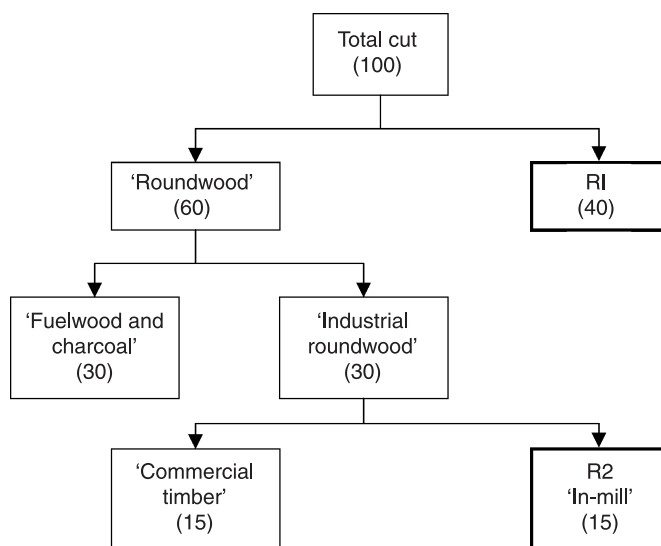 Total cut
(100)
‘Roundwood’
(60)
RI
(40)
‘Fuelwood and
charcoal’
(30)
‘Industrial
roundwood’
(30)
‘Commercial
timber’
(15)
R2
‘In-mill’
(15)